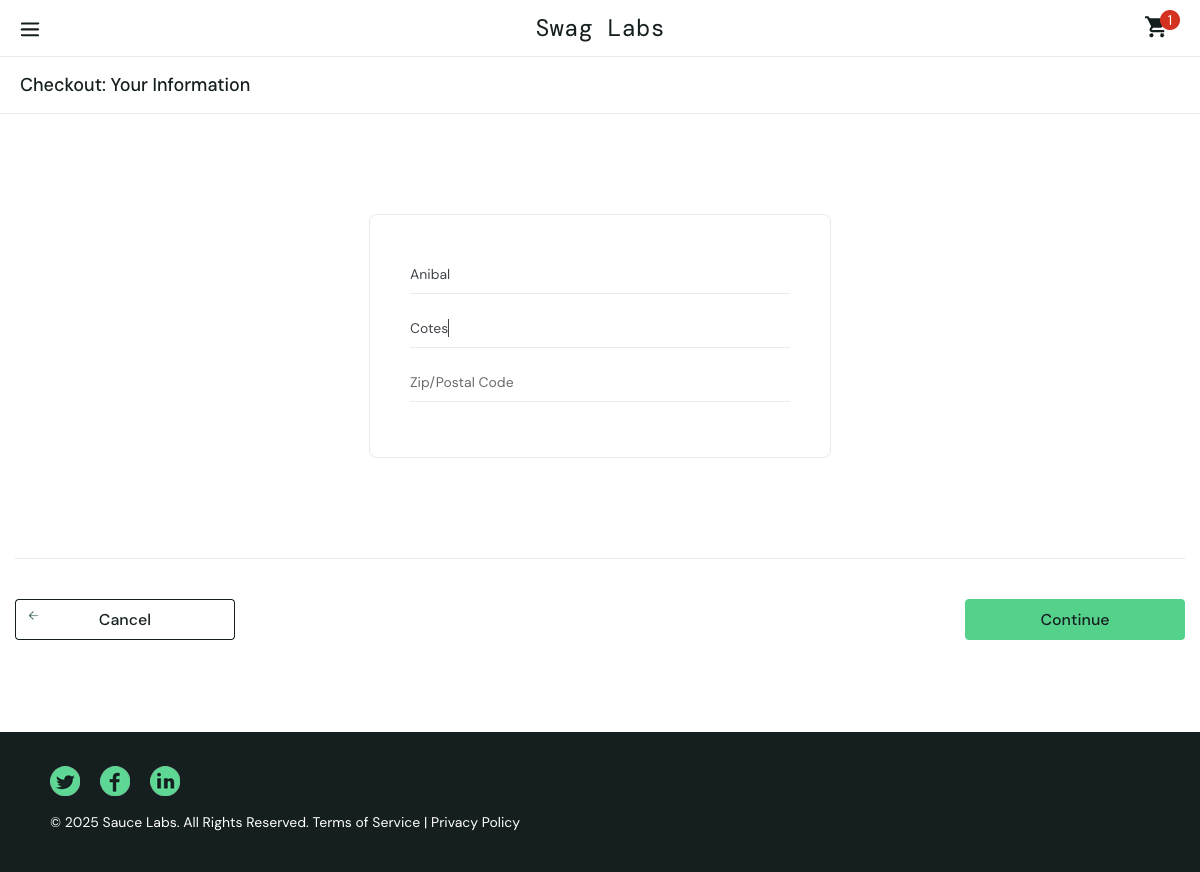 Swag Labs
1
Checkout: Your Information
Anibal
Cotes
Zip/Postal Code
Cancel
Continue
© 2025 Sauce Labs. All Rights Reserved. Terms of Service | Privacy Policy